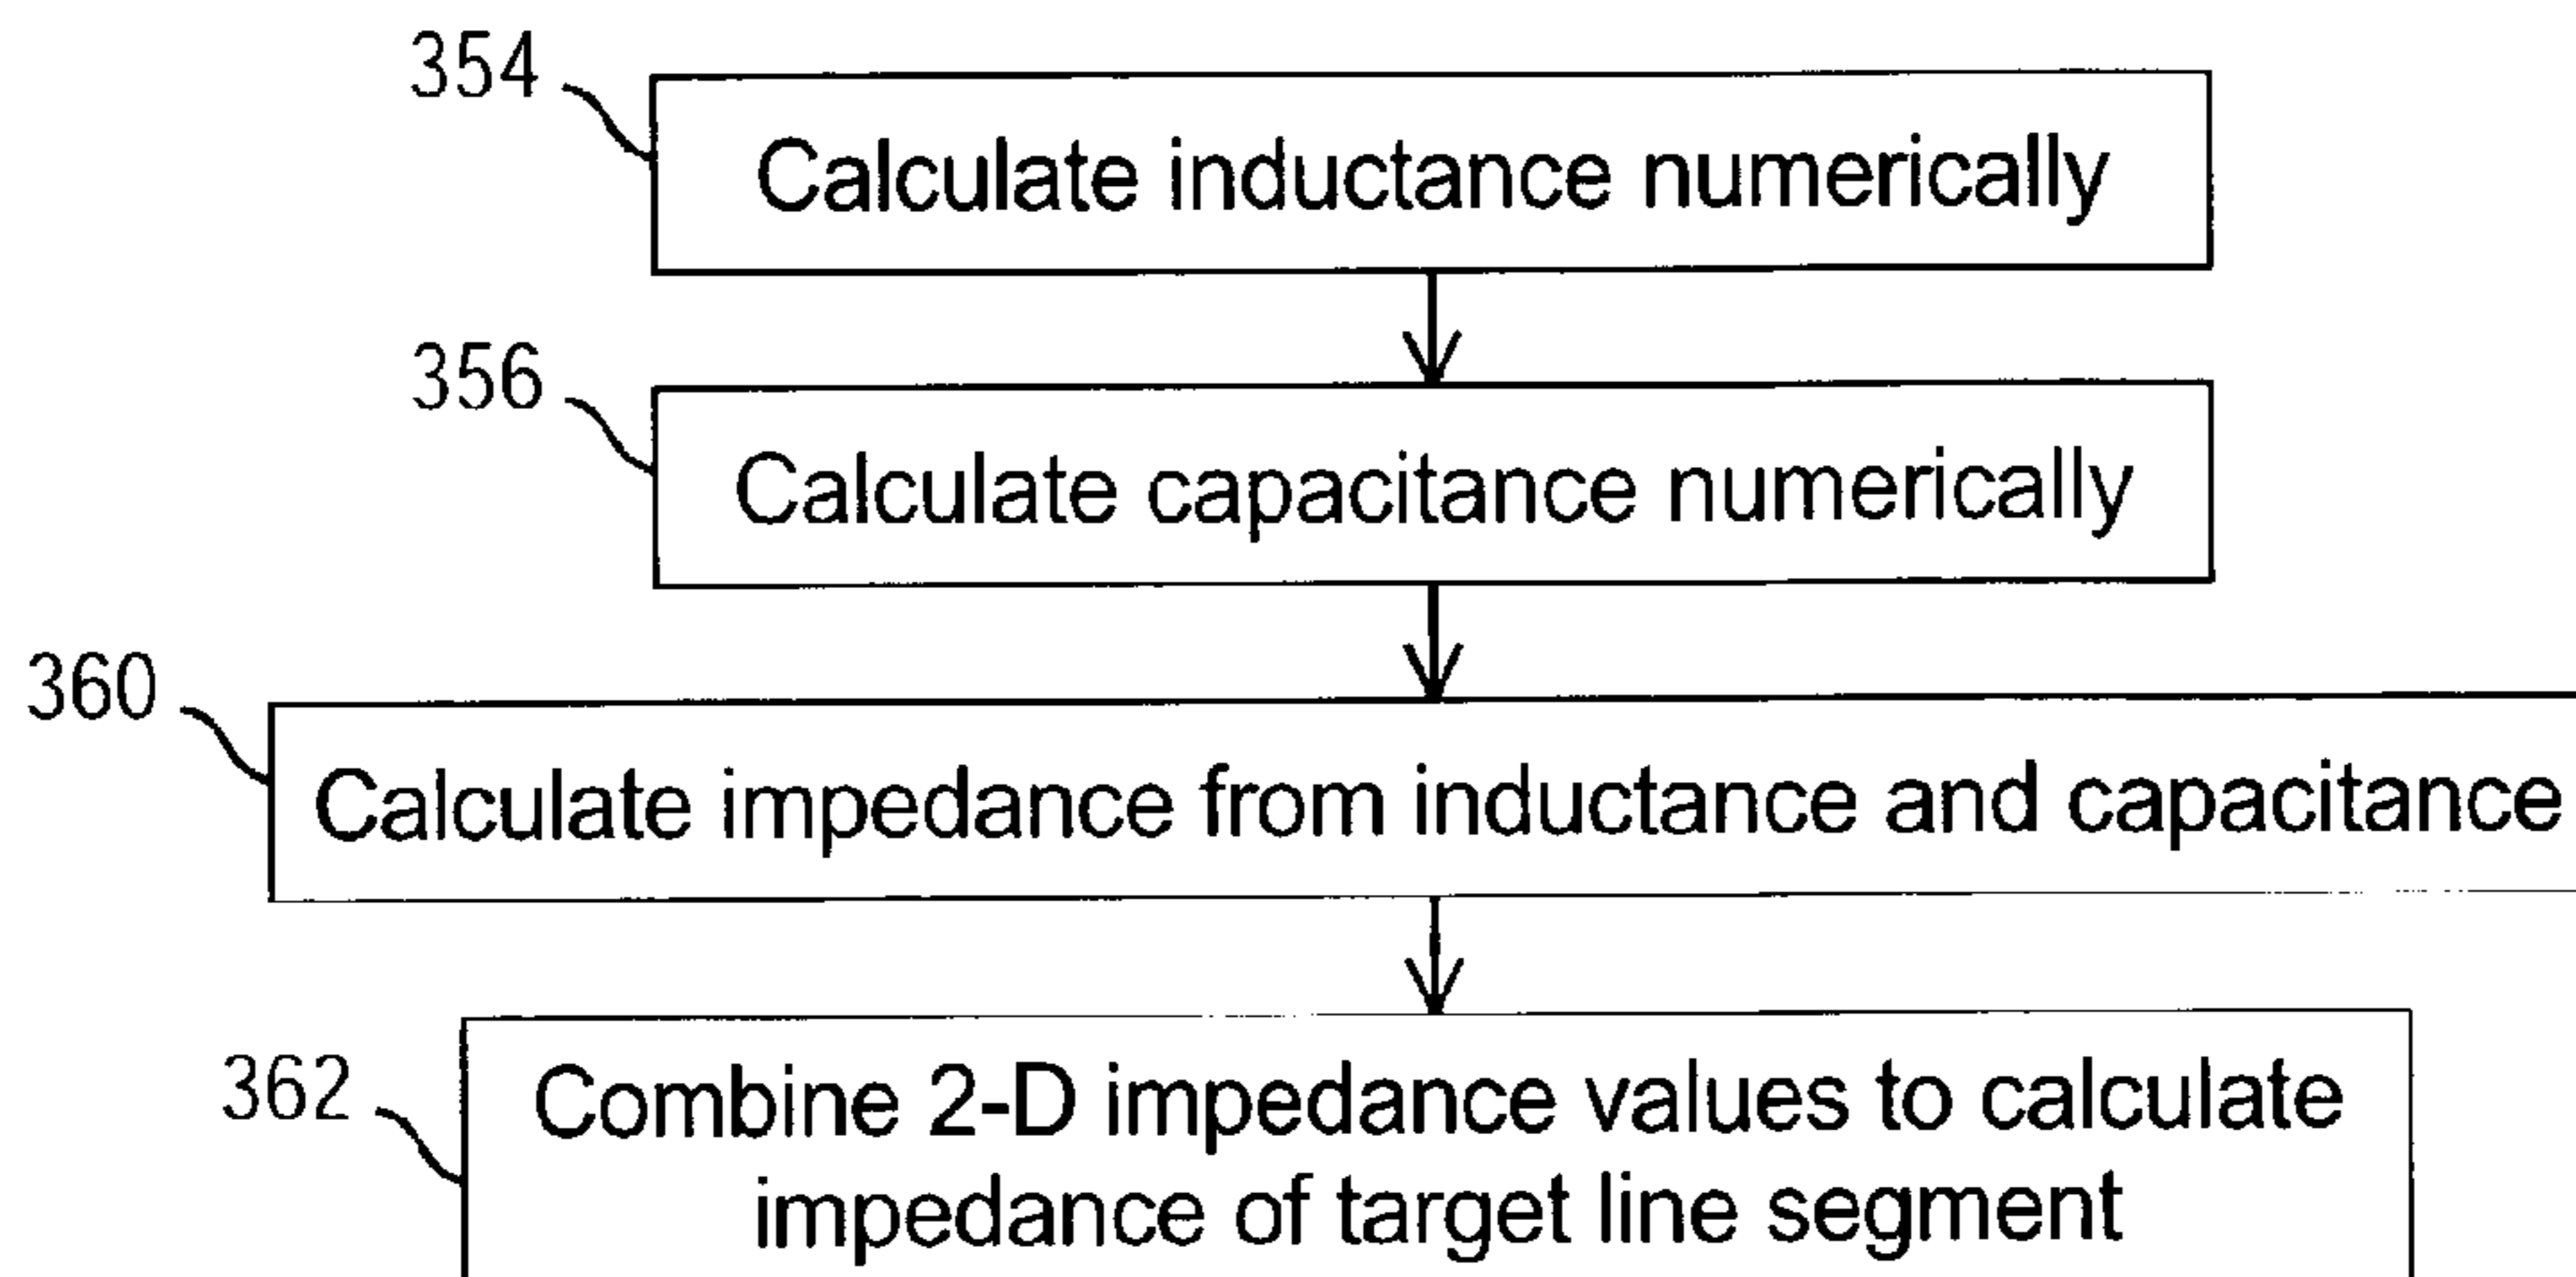 354
Calculate inductance numerically
356
Calculate capacitance numerically
360
Calculate impedance from inductance and capacitance
362
Combine 2-D impedance values to calculate
impedance of target line segment